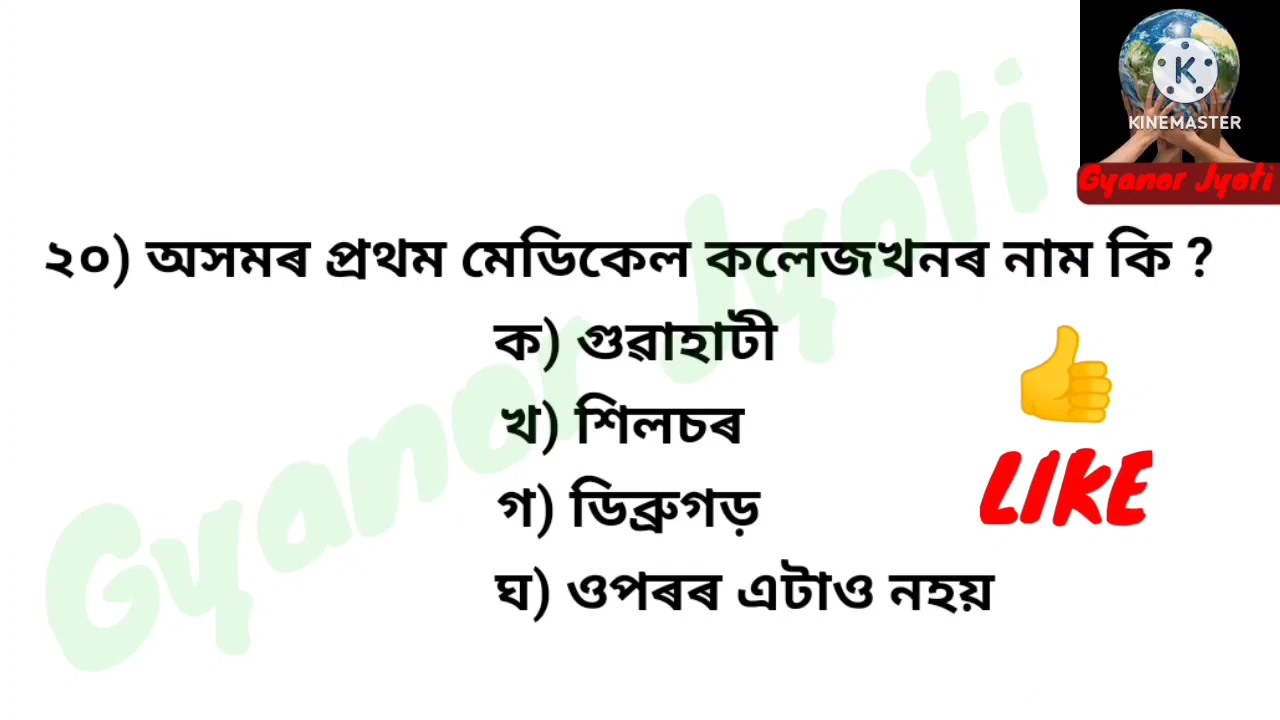 KINEMASTER
Gyanor Jyoti
Gyanor Jyoti
২০) অসমৰ প্ৰথম মেডিকেল কলেজখনৰ নাম কি ?
ক) গুৱাহাটী
খ) শিলচৰ
গ) ডিব্ৰুগড়
ঘ) ওপৰৰ এটাও নহয়
LIKE